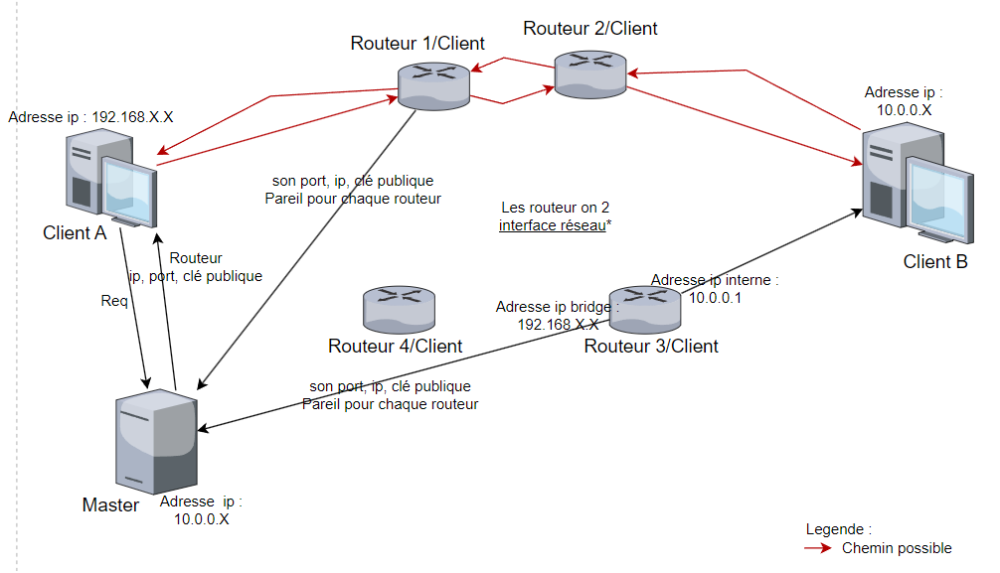 Routeur 1/Client
Routeur 2/Client
Adresse ip : 192.168.X.X
Adresse ip :
10.0.0.X
son port, ip, clé publique
Pareil pour chaque routeur
Les routeur on 2
interface réseau*
Client A
Client B
Routeur
ip, port, clé publique
Req
Adresse ip interne :
10.0.0.1
Adresse ip bridge :
192.168.X.X
Routeur 4/Client
Routeur 3/Client
son port, ip, clé publique
Pareil pour chaque routeur
Master
Adresse ip :
10.0.0.X
Legende :
Chemin possible